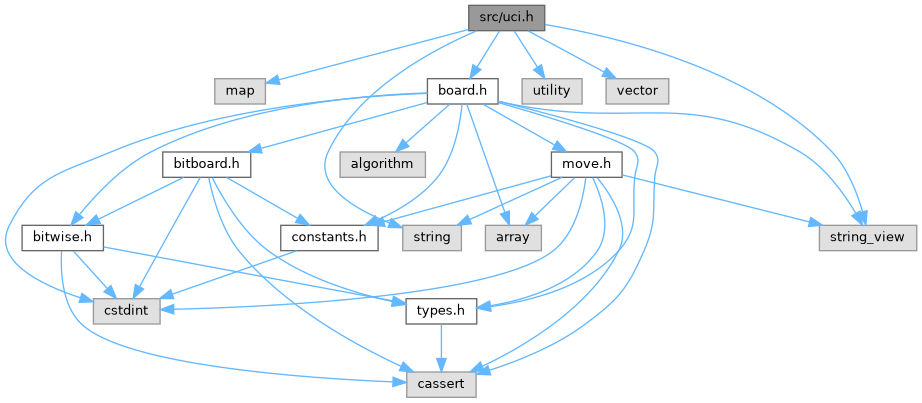 src/uci.h
map
board.h
utility
vector
algorithm
bitboard.h
move.h
bitwise.h
constants.h
string
array
string_view
cstdint
types.h
cassert